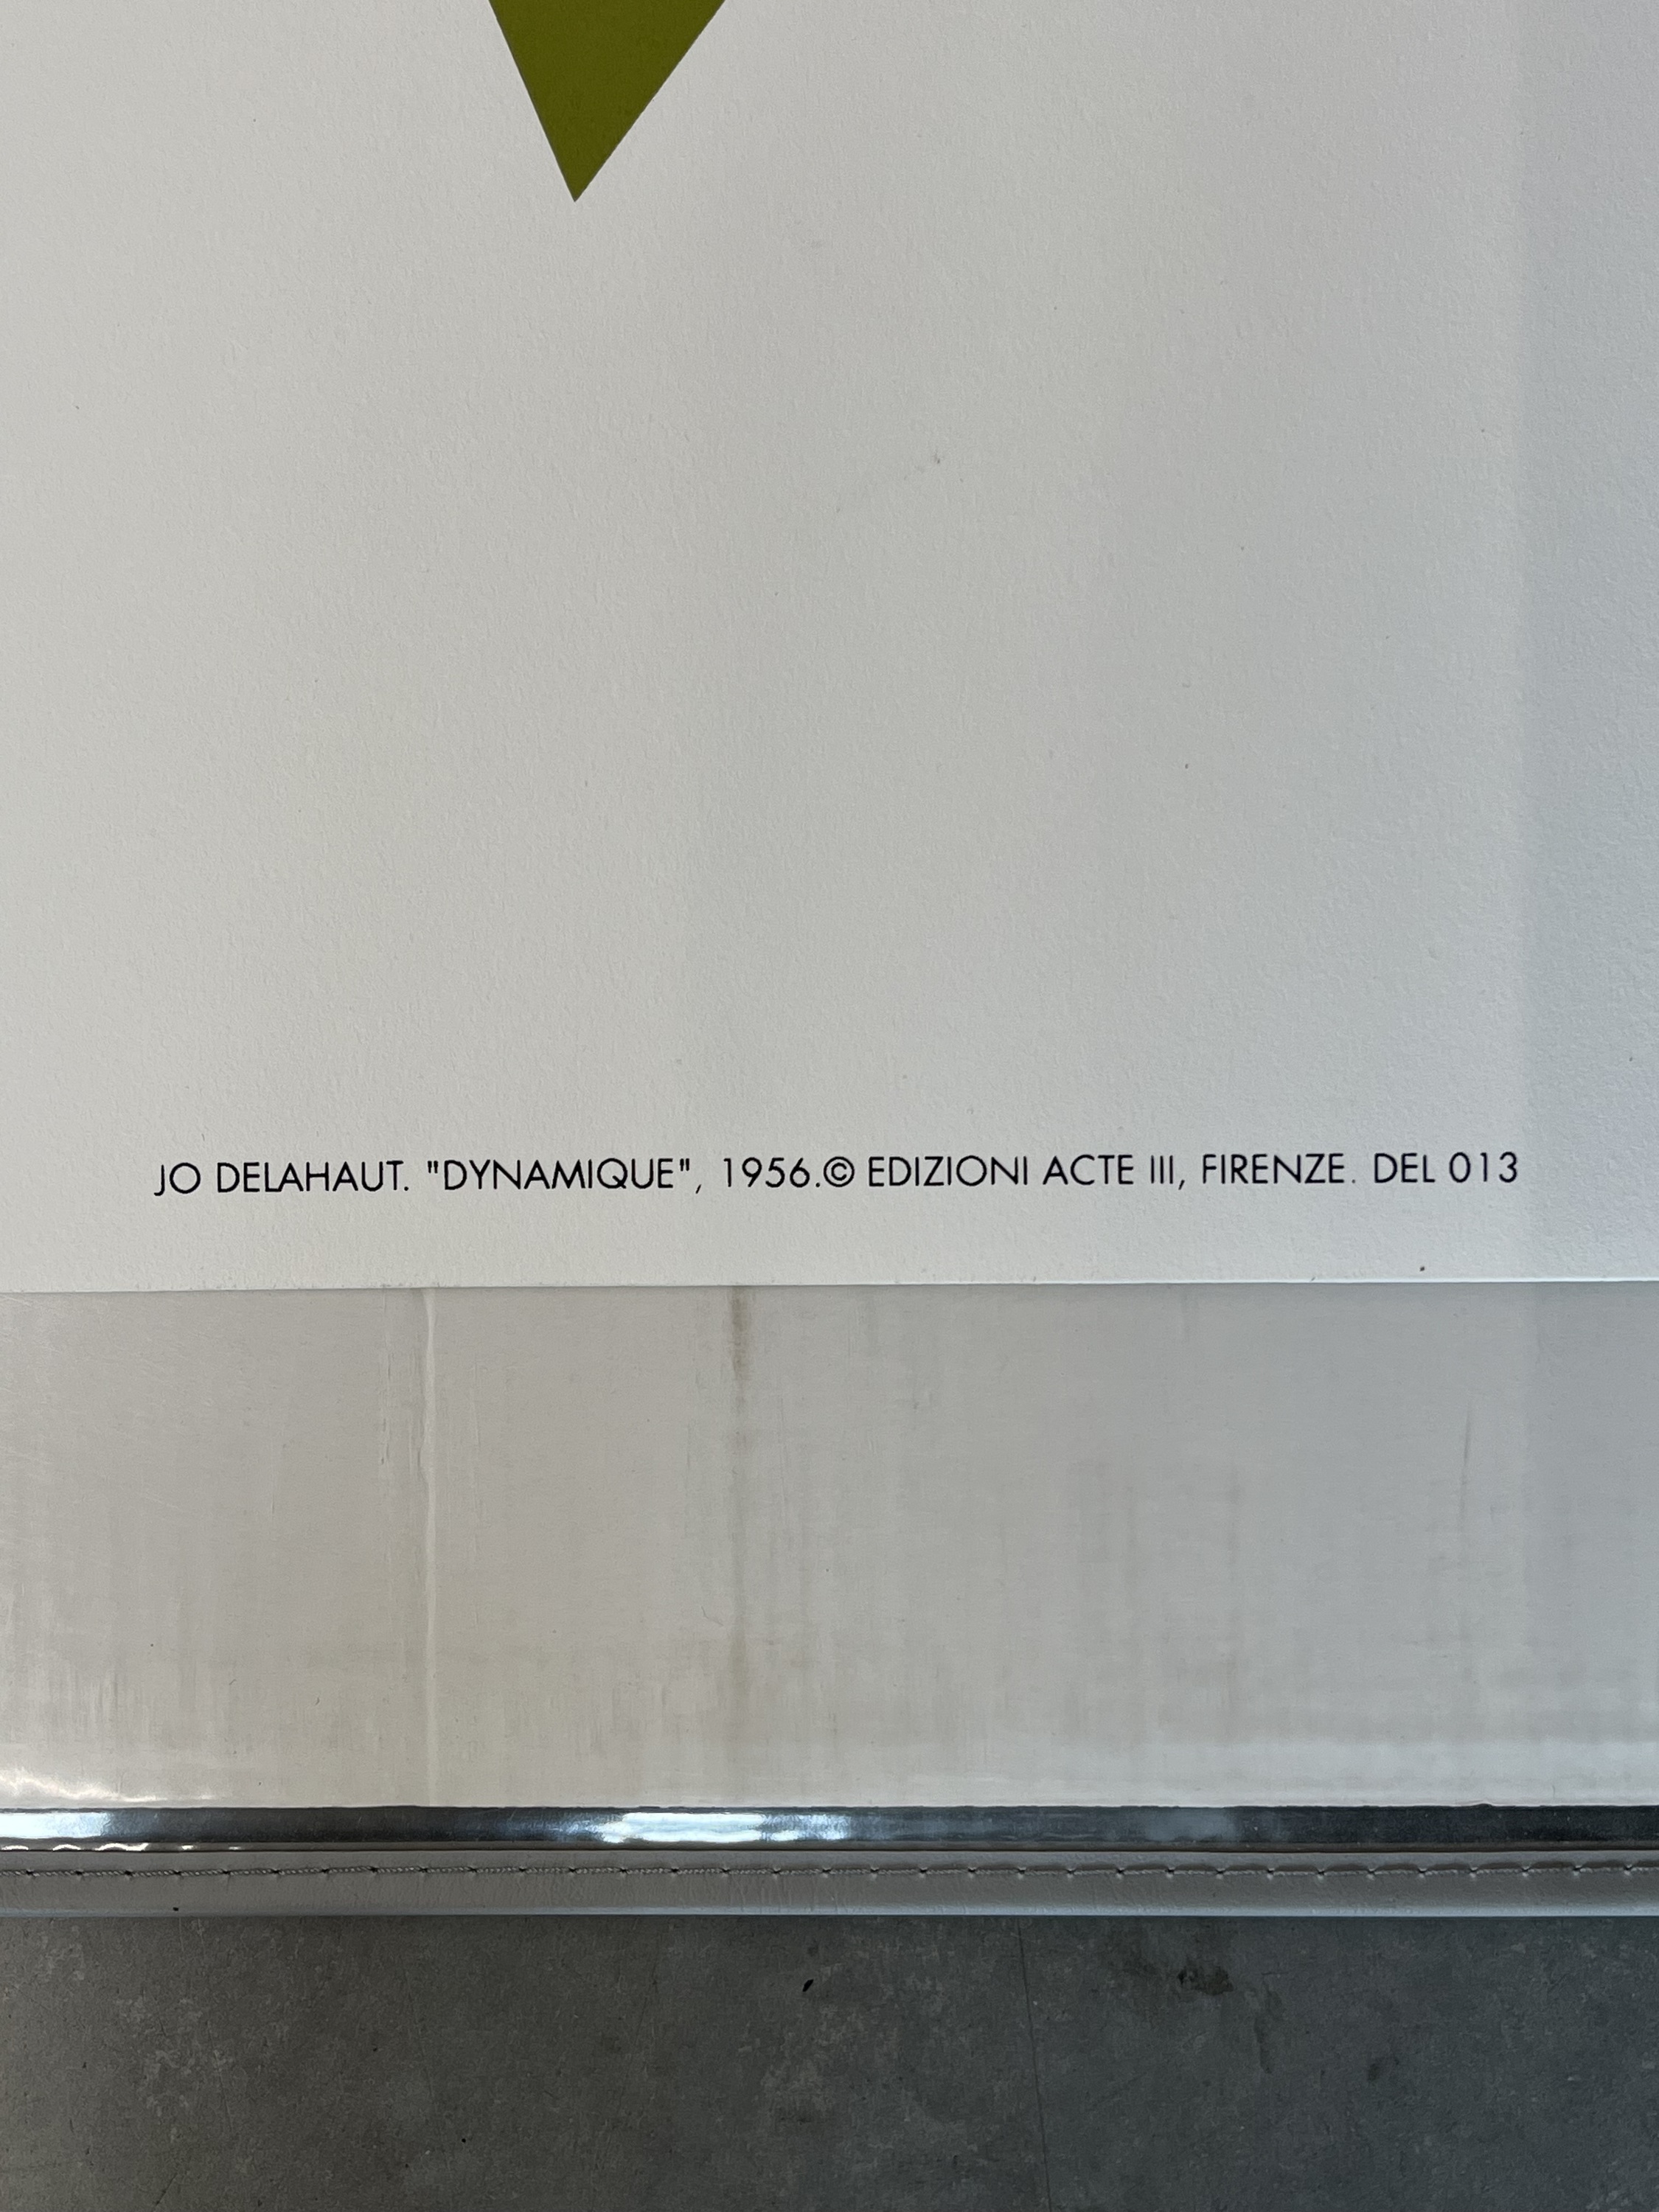 JO DELAHAUT. "DYNAMIQUE", 1956.© EDIZIONI ACTE III, FIRENZE. DEL 013